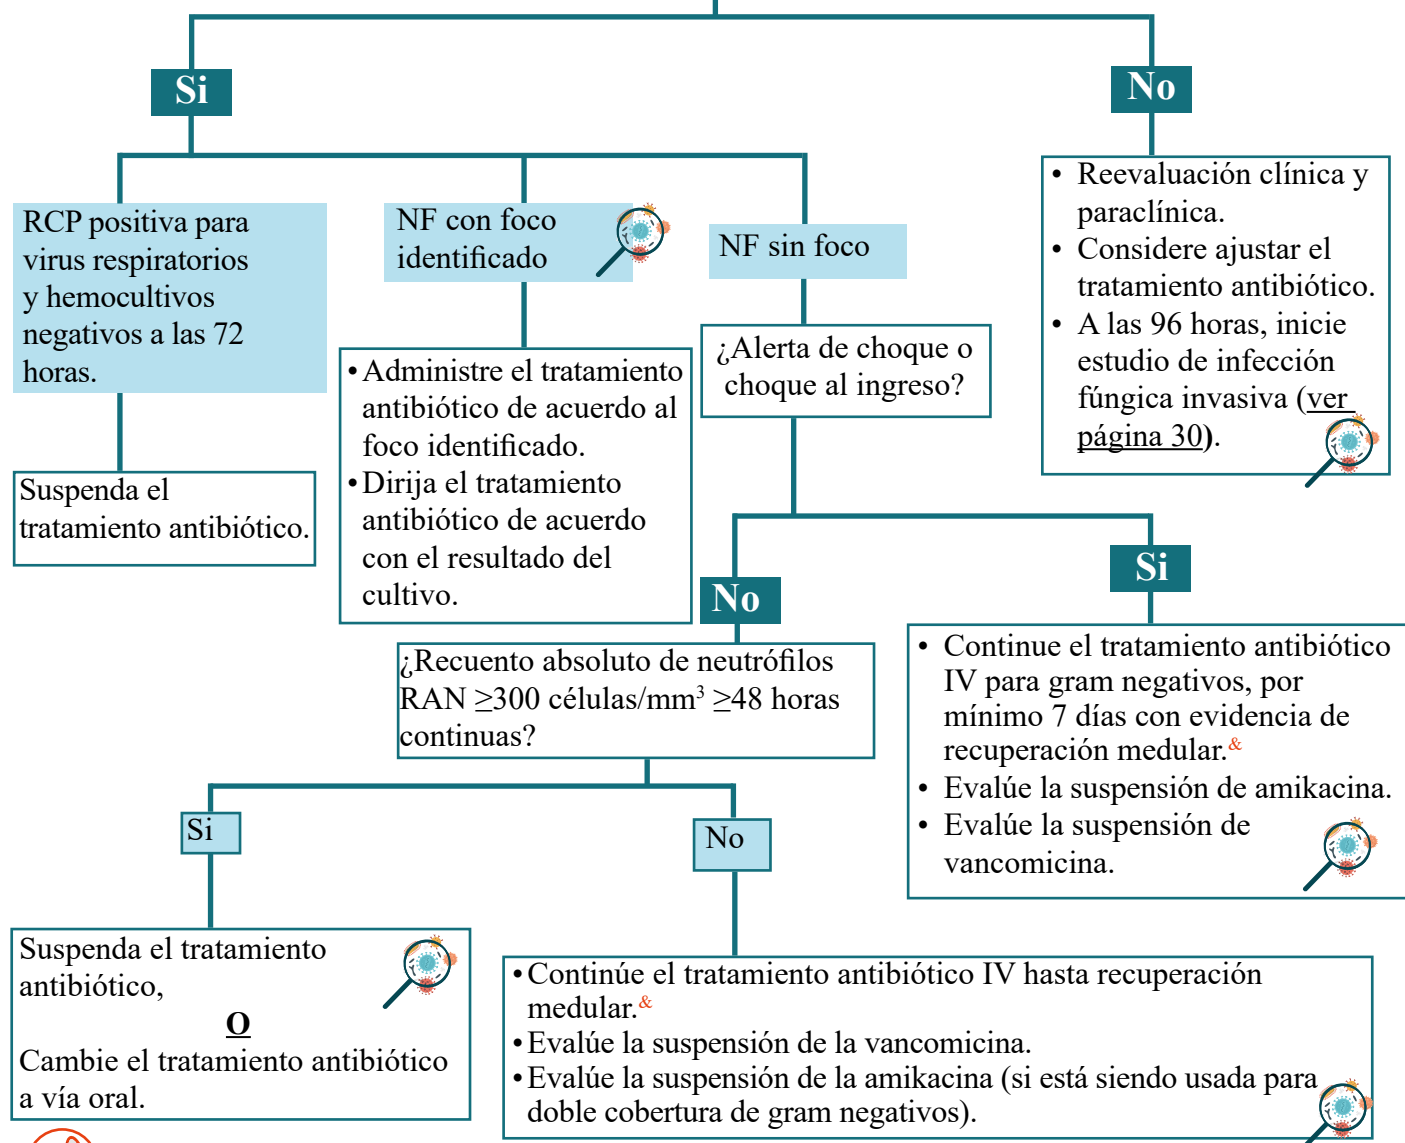 Si
No
RCP positiva para
virus respiratorios
y hemocultivos
negativos a las 72
horas.
NF con foco
identificado
NF sin foco
• Reevaluación clínica y
paraclínica.
• Considere ajustar el
tratamiento antibiótico.
• A las 96 horas, inicie
estudio de infección
fúngica invasiva (ver
página 30).
Suspenda el
tratamiento antibiótico.
• Administre el tratamiento
antibiótico de acuerdo al
foco identificado.
• Dirija el tratamiento
antibiótico de acuerdo
con el resultado del
cultivo.
¿Alerta de choque o
choque al ingreso?
No
Si
¿Recuento absoluto de neutrófilos
RAN ≥300 células/mm³ ≥48 horas
continuas?
• Continue el tratamiento antibiótico
IV para gram negativos, por
mínimo 7 días con evidencia de
recuperación medular.&
• Evalúe la suspensión de amikacina.
• Evalúe la suspensión de
vancomicina.
Si
No
Suspenda el tratamiento
antibiótico,
O
Cambie el tratamiento antibiótico
a vía oral.
• Continúe el tratamiento antibiótico IV hasta recuperación
medular.&
• Evalúe la suspensión de la vancomicina.
• Evalúe la suspensión de la amikacina (si está siendo usada para
doble cobertura de gram negativos).